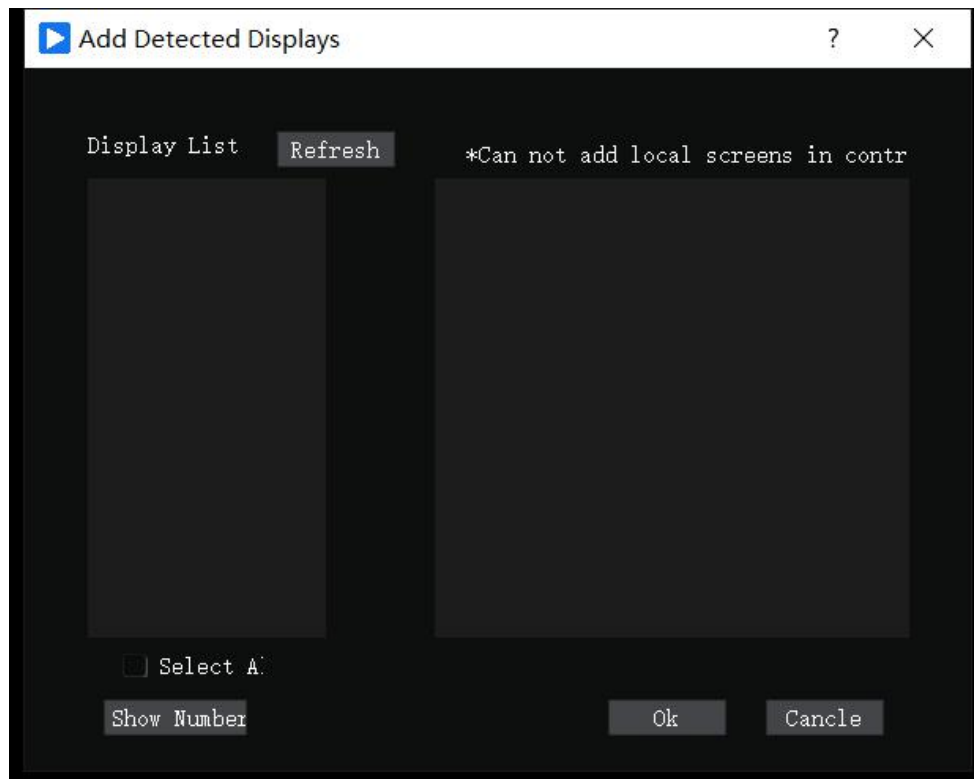 Add Detected Displays ?
Display List
Refresh
*Can not add local screens in contr
Select A
Show Number
Ok
Cancle